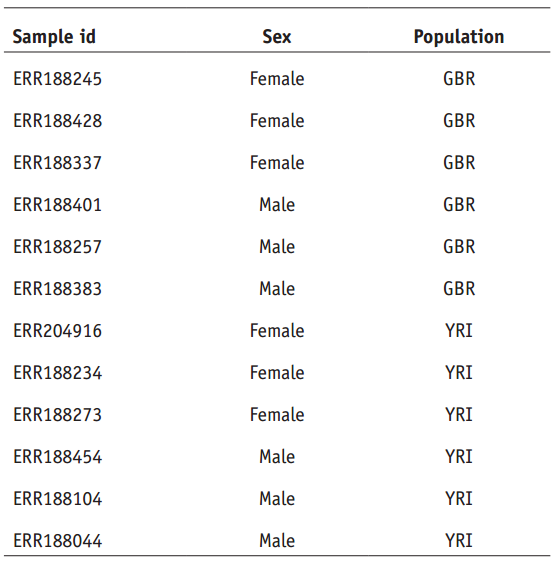 Sample id Sex Population
ERR188245 Female GBR
ERR188428 Female GBR
ERR188337 Female GBR
ERR188401 Male GBR
ERR188257 Male GBR
ERR188383 Male GBR
ERR204916 Female YRI
ERR188234 Female YRI
ERR188273 Female YRI
ERR188454 Male YRI
ERR188104 Male YRI
ERR188044 Male YRI